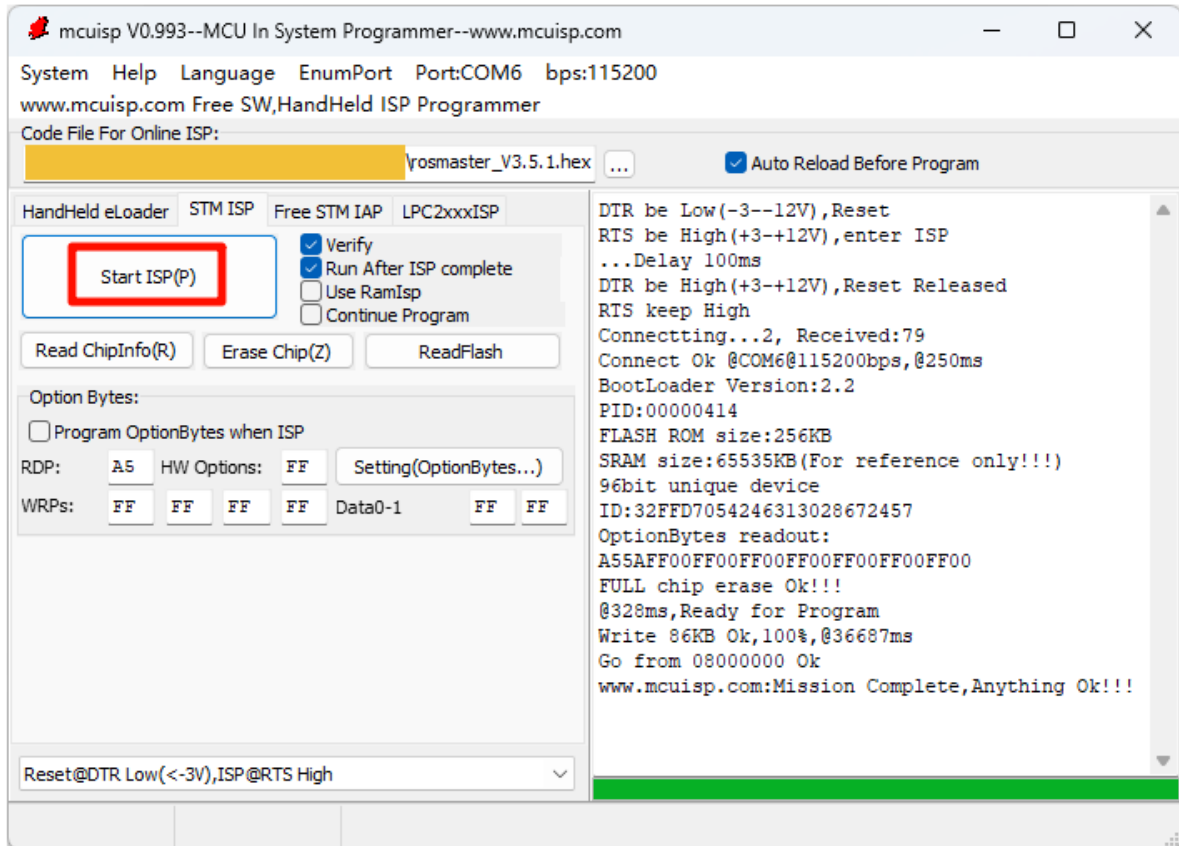 mcuisp V0.993--MCU In System Programmer--www.mcuisp.com
System Help Language EnumPort Port:COM6 bps:115200
www.mcuisp.com Free SW,HandHeld ISP Programmer
Code File For Online ISP:
\rosmaster_V3.5.1.hex ... Auto Reload Before Program
HandHeld eLoader STM ISP Free STM IAP LPC2xxxISP
Start ISP(P)
Verify
Run After ISP complete
Use RamIsp
Continue Program
Read ChipInfo(R) Erase Chip(Z) ReadFlash
Option Bytes:
Program OptionBytes when ISP
RDP: A5 HW Options: FF Setting(OptionBytes...)
WRPs: FF FF FF FF Data0-1 FF FF
Reset@DTR Low(<-3V),ISP@RTS High
DTR be Low(-3--12V),Reset
RTS be High(+3-+12V),enter ISP
...Delay 100ms
DTR be High(+3-+12V),Reset Released
RTS keep High
Connectting...2, Received:79
Connect Ok @COM6@115200bps,@250ms
BootLoader Version:2.2
PID:00000414
FLASH ROM size:256KB
SRAM size:65535KB(For reference only!!!)
96bit unique device
ID:32FFD7054246313028672457
OptionBytes readout:
A55AFF00FF00FF00FF00FF00FF00FF00
FULL chip erase Ok!!!
@328ms,Ready for Program
Write 86KB Ok,100%,@36687ms
Go from 08000000 Ok
www.mcuisp.com:Mission Complete,Anything Ok!!!